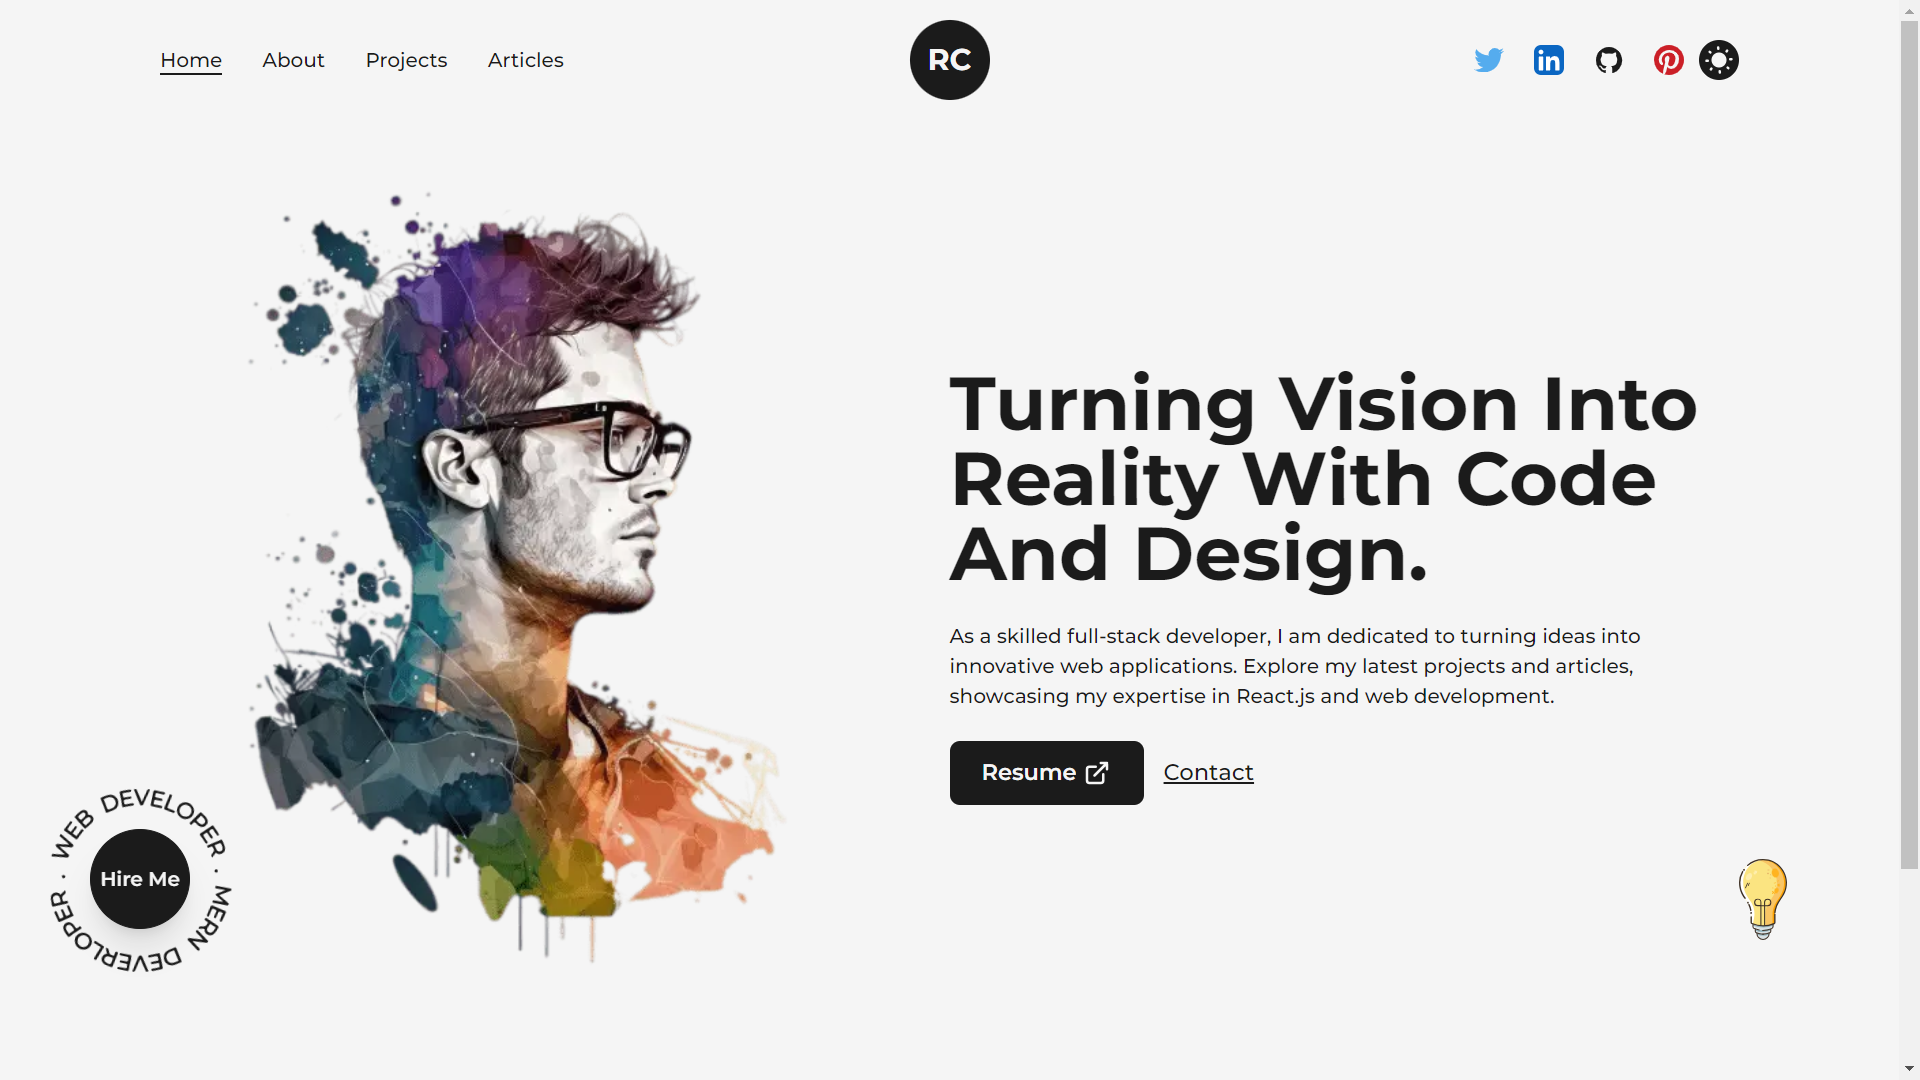 Home About Projects Articles
RC
Turning Vision Into
Reality With Code
And Design.
As a skilled full-stack developer, I am dedicated to turning ideas into
innovative web applications. Explore my latest projects and articles,
showcasing my expertise in React.js and web development.
Resume
Contact
WEB DEVELOPER · MERN DEVERLOPER ·
Hire Me